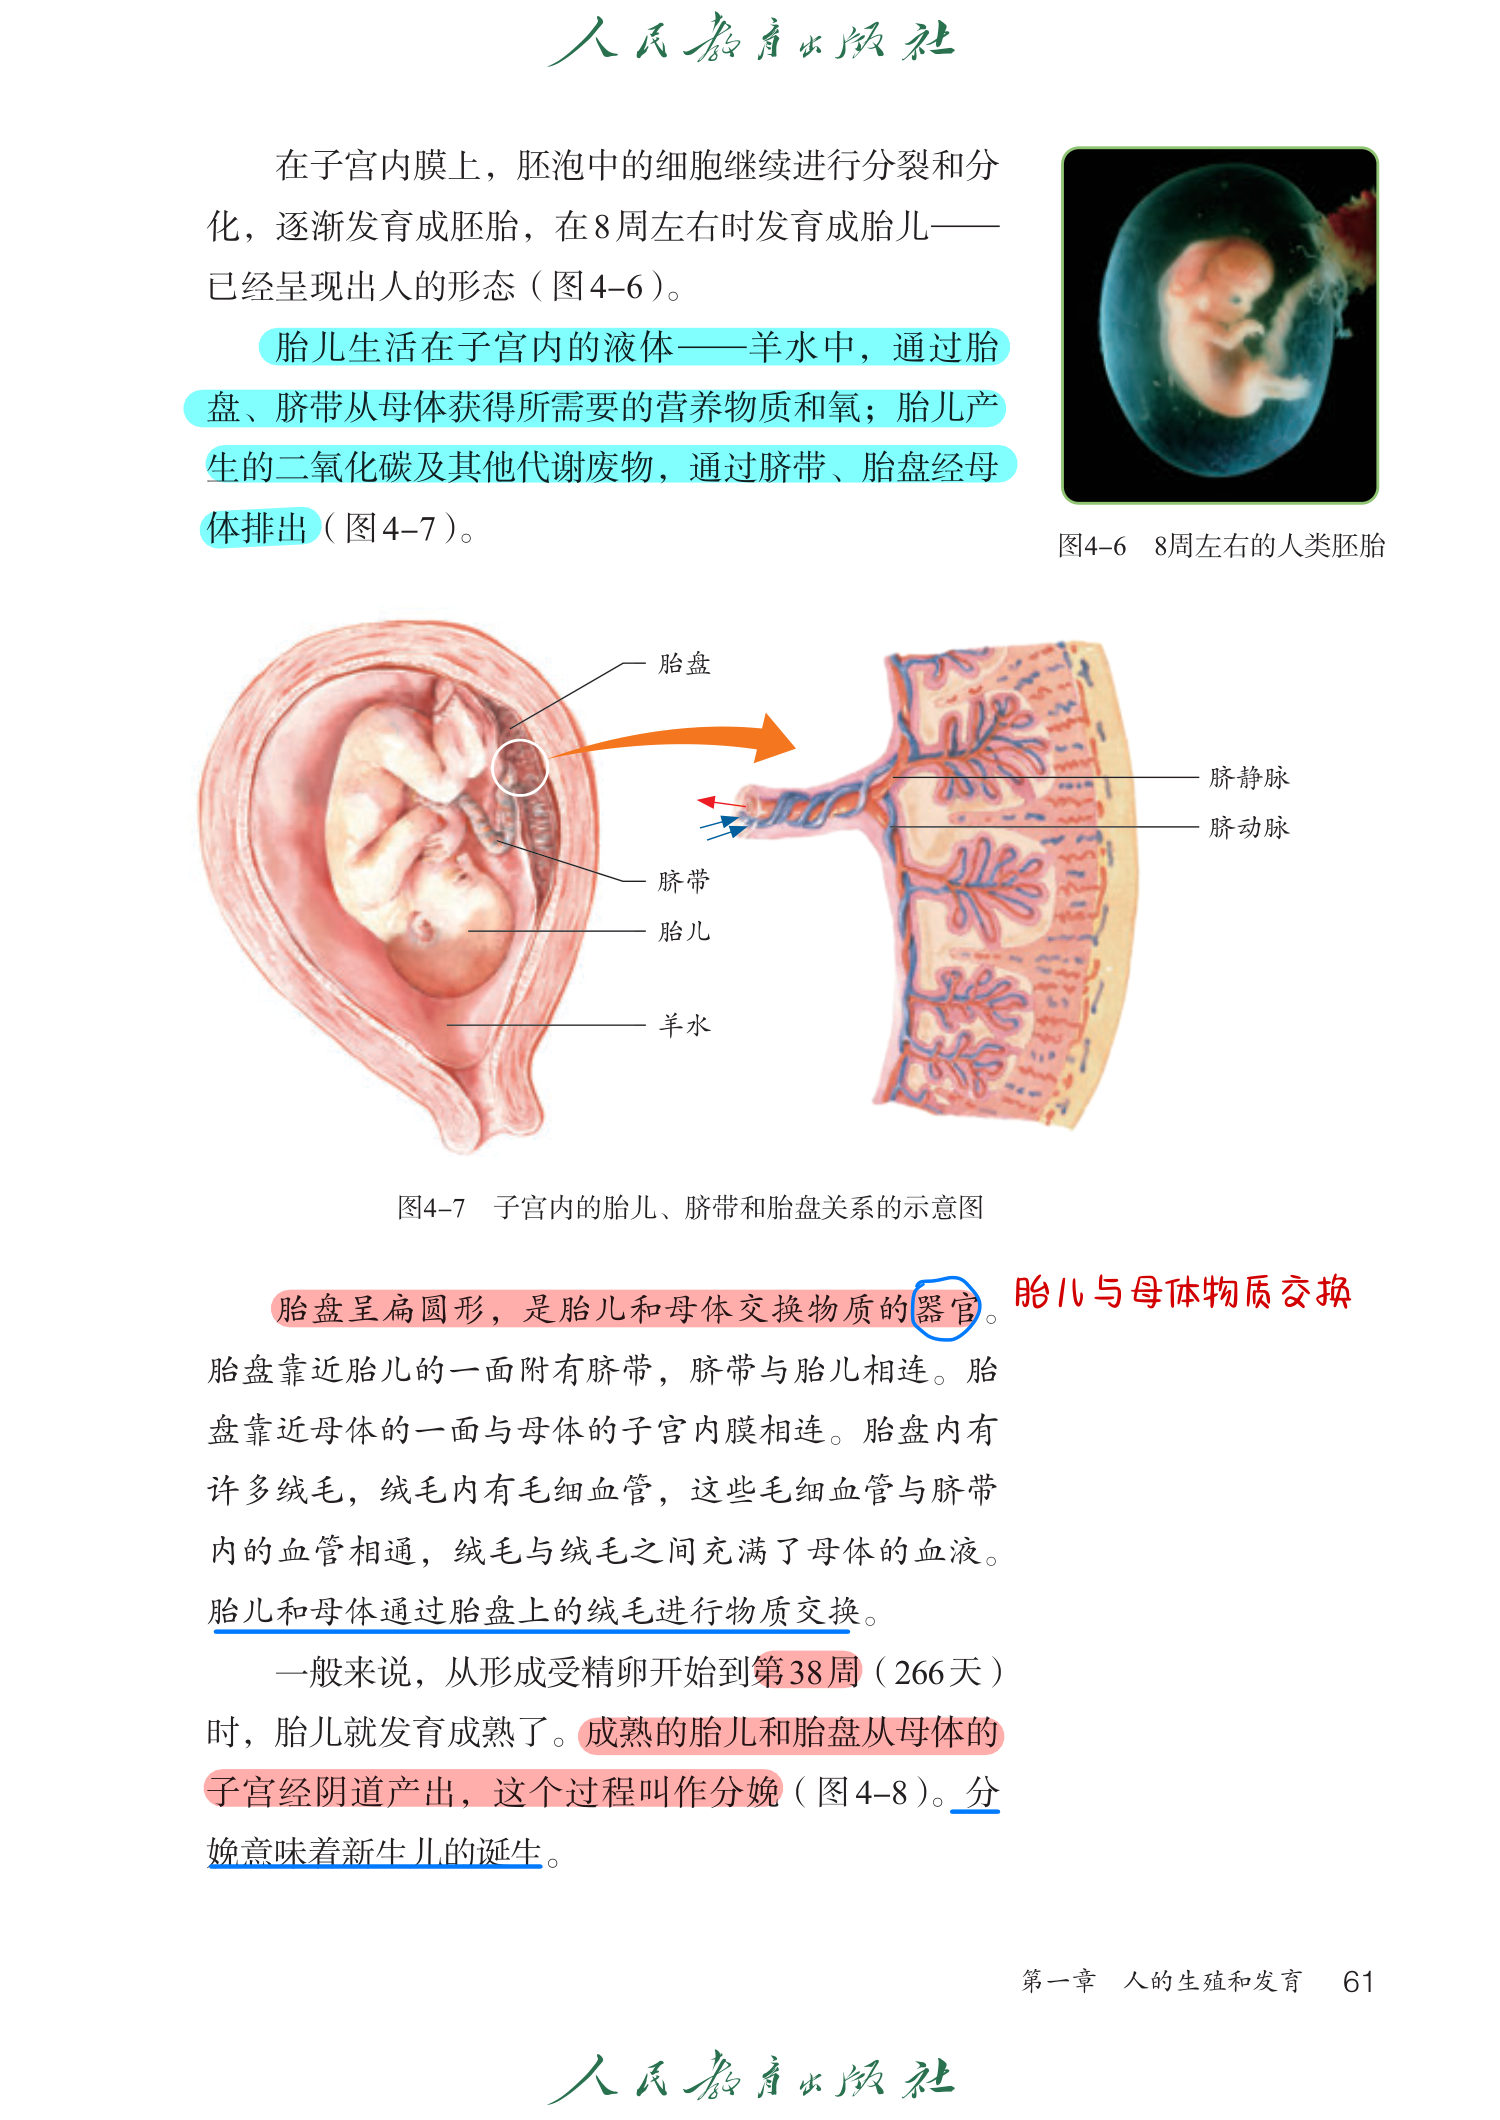 人民教育出版社
在子宫内膜上，胚泡中的细胞继续进行分裂和分
化，逐渐发育成胚胎，在8周左右时发育成胎儿——
已经呈现出人的形态（图4–6）。
胎儿生活在子宫内的液体——羊水中，通过胎
盘、脐带从母体获得所需要的营养物质和氧；胎儿产
生的二氧化碳及其他代谢废物，通过脐带、胎盘经母
体排出（图4–7）。
图4–6　8周左右的人类胚胎
胎盘
脐静脉
脐动脉
脐带
胎儿
羊水
图4–7　子宫内的胎儿、脐带和胎盘关系的示意图
胎盘呈扁圆形，是胎儿和母体交换物质的器官。
胎儿与母体物质交换
胎盘靠近胎儿的一面附有脐带，脐带与胎儿相连。胎
盘靠近母体的一面与母体的子宫内膜相连。胎盘内有
许多绒毛，绒毛内有毛细血管，这些毛细血管与脐带
内的血管相通，绒毛与绒毛之间充满了母体的血液。
胎儿和母体通过胎盘上的绒毛进行物质交换。
一般来说，从形成受精卵开始到第38周（266天）
时，胎儿就发育成熟了。成熟的胎儿和胎盘从母体的
子宫经阴道产出，这个过程叫作分娩（图4–8）。分
娩意味着新生儿的诞生。
第一章　人的生殖和发育　61
人民教育出版社